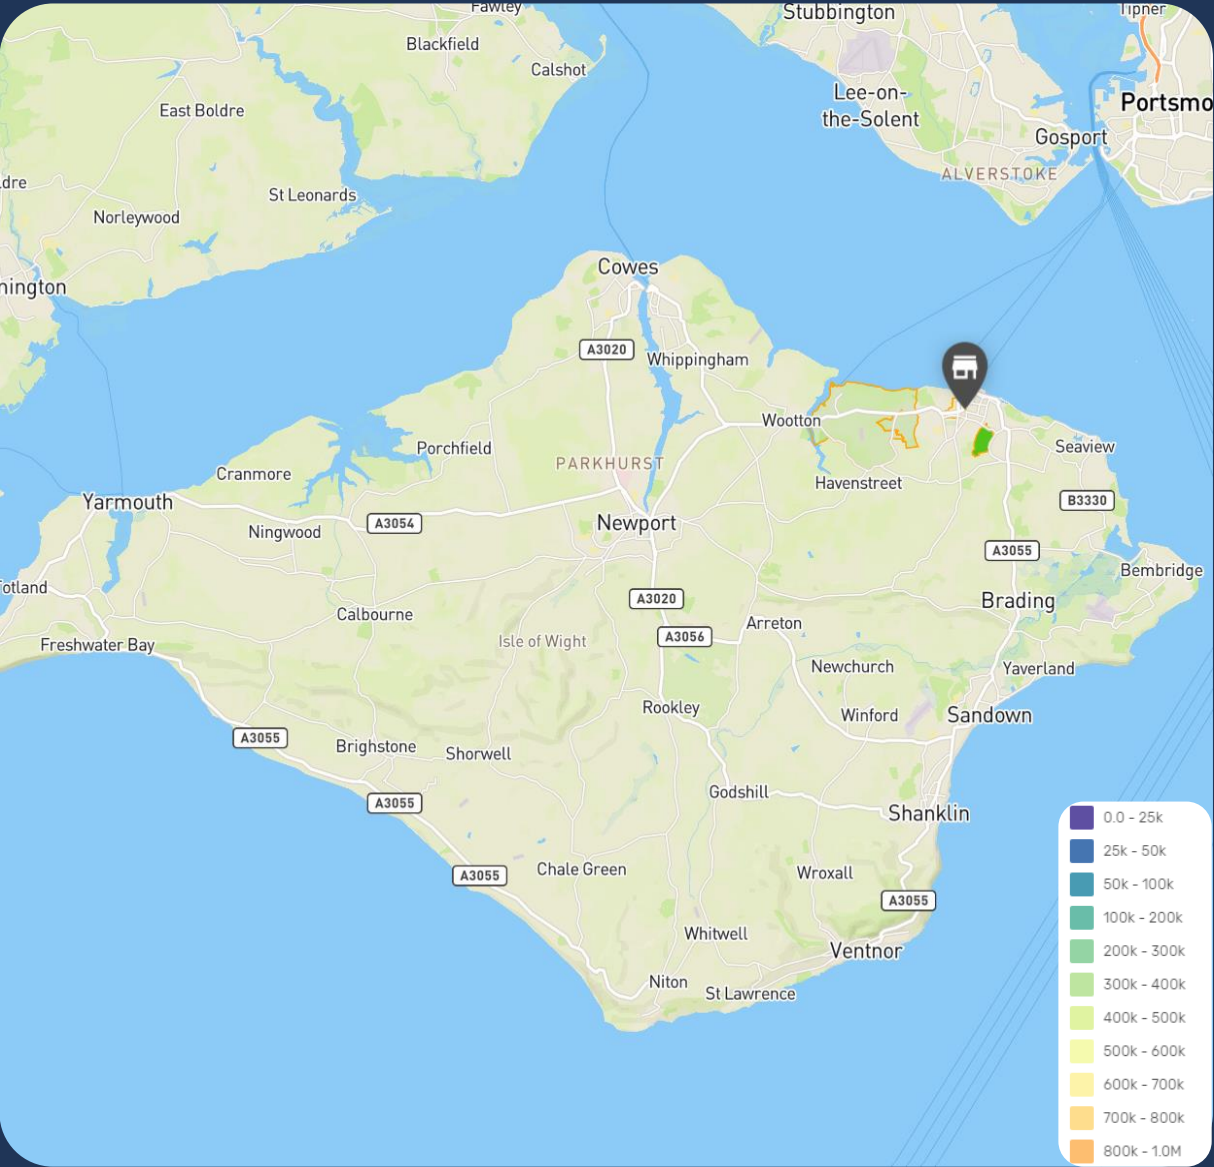 Fawley
Stubbington
Tipner
Blackfield
Calshot
East Boldre
Lee-on-
the-Solent
Portsmo
Gosport
ALVERSTOKE
dre
St Leonards
Norleywood
Cowes
nington
A3020
Whippingham
Wootton
Porchfield
PARKHURST
Seaview
Cranmore
Havenstreet
Yarmouth
B3330
A3054
Newport
Ningwood
A3055
Bembridge
otland
A3020
Brading
Calbourne
Arreton
A3056
Isle of Wight
Freshwater Bay
Newchurch
Yaverland
Rookley
Winford
Sandown
A3055
Brighstone
Shorwell
Godshill
A3055
Shanklin
Chale Green
Wroxall
A3055
A3055
Whitwell
Ventnor
Niton
St Lawrence
0.0 - 25k
25k - 50k
50k - 100k
100k - 200k
200k - 300k
300k - 400k
400k - 500k
500k - 600k
600k - 700k
700k - 800k
800k - 1.0M